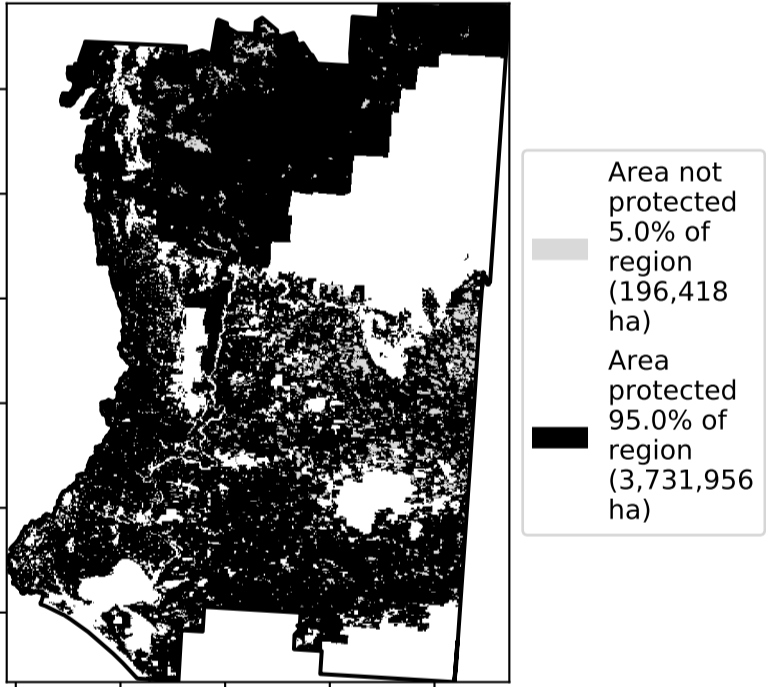 Area not
protected
5.0% of
region
(196,418
ha)
Area
protected
95.0% of
region
(3,731,956
ha)